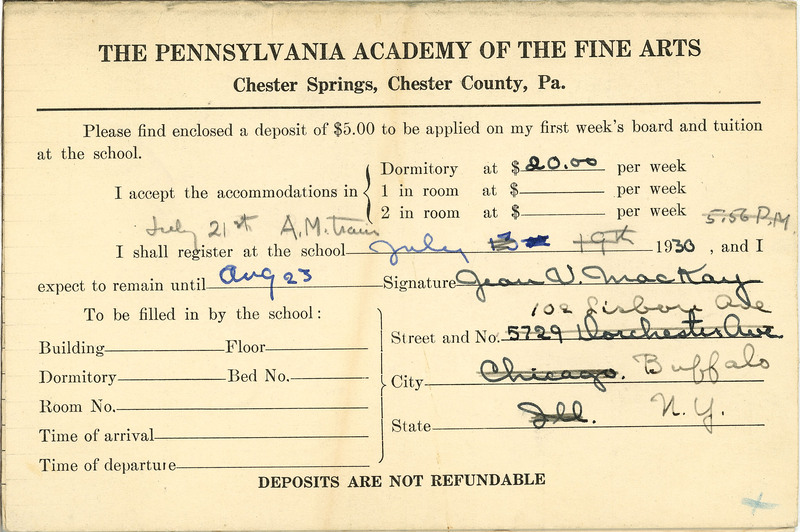 THE PENNSYLVANIA ACADEMY OF THE FINE ARTS
Chester Springs, Chester County, Pa.
Please find enclosed a deposit of $5.00 to be applied on my first week's board and tuition
at the school.
Dormitory at $20.00 per week
I accept the accommodations in { 1 in room at $ per week
2 in room at $ per week 5:56 P.M.
July 21st A.M. train
I shall register at the school July 13 19th 1930, and I
expect to remain until Aug 23 Signature Jean V. MacKay
To be filled in by the school: 102 Lisbon Ave
Street and No. 5729 Dorchester Ave
Building Floor
Dormitory Bed No. City Chicago. Buffalo
Room No.
State Ill. N.Y.
Time of arrival
Time of departure
DEPOSITS ARE NOT REFUNDABLE